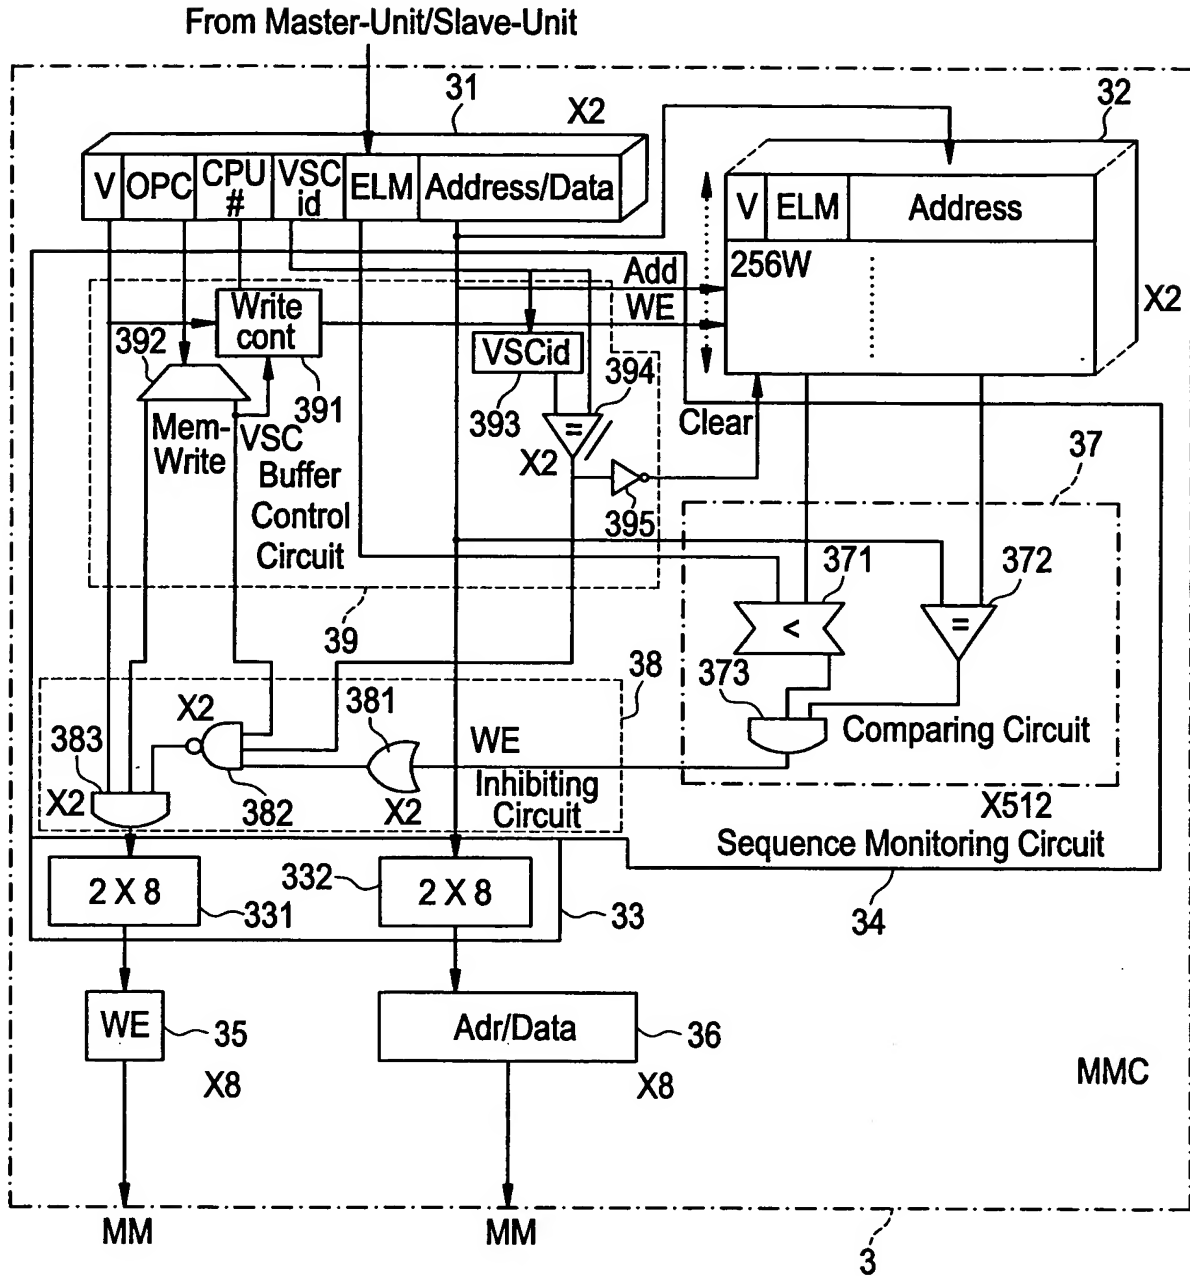 From Master-Unit/Slave-Unit
31
X2
32
V
OPC
CPU
#
VSC
id
ELM
Address/Data
V
ELM
Address
256W
X2
Add
WE
Write
cont
392
391
VSCid
393
394
=
X2
395
Clear
Mem-
Write
VSC
Buffer
Control
Circuit
39
37
371
372
<
=
373
Comparing Circuit
X512
38
X2
381
382
383
X2
X2
WE
Inhibiting
Circuit
Sequence Monitoring Circuit
34
2 X 8
331
332
2 X 8
33
WE
35
X8
Adr/Data
36
X8
MMC
MM
MM
3